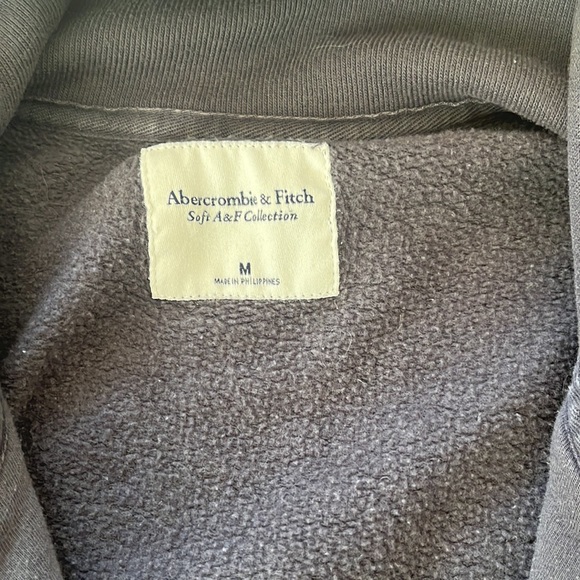 Abercrombie & Fitch
Soft A&F Collection
M
MADE IN PHILIPPINES